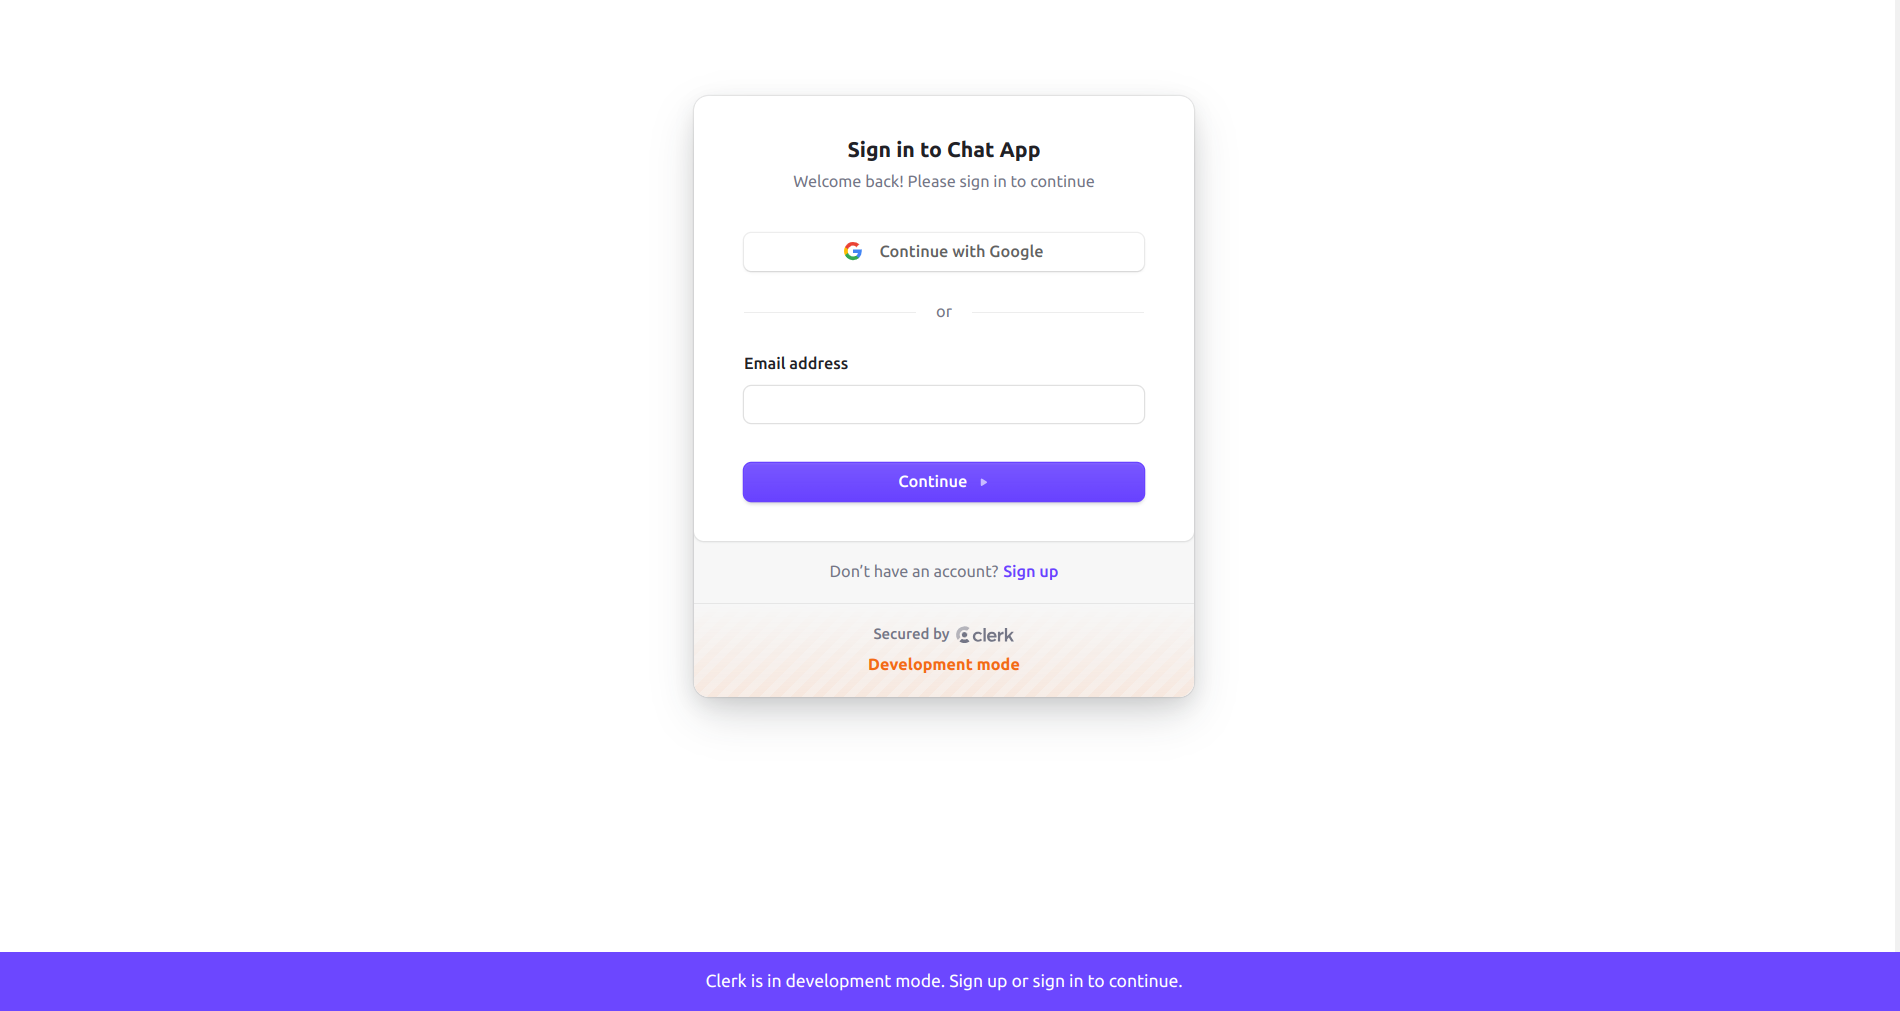 Sign in to Chat App
Welcome back! Please sign in to continue
Continue with Google
or
Email address
Continue
Don’t have an account? Sign up
Secured by clerk
Development mode
Clerk is in development mode. Sign up or sign in to continue.